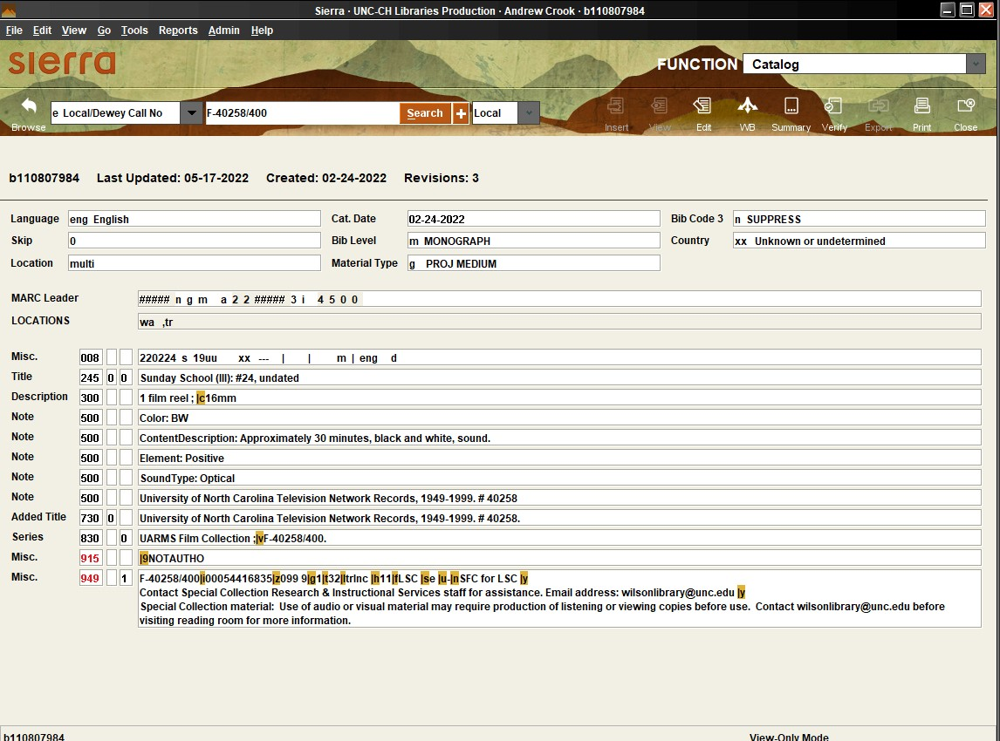 Sierra · UNC-CH Libraries Production · Andrew Crook · b110807984
File Edit View Go Tools Reports Admin Help
sierra
FUNCTION Catalog
e Local/Dewey Call No F-40258/400 Search + Local
Browse Insert View Edit WB Summary Verify Export Print Close
b110807984 Last Updated: 05-17-2022 Created: 02-24-2022 Revisions: 3
Language eng English Cat. Date 02-24-2022 Bib Code 3 n SUPPRESS
Skip 0 Bib Level m MONOGRAPH Country xx Unknown or undetermined
Location multi Material Type g PROJ MEDIUM
MARC Leader ##### n g m a 2 2 ##### 3 i 4 5 0 0
LOCATIONS wa ,tr
Misc. 008 220224 s 19uu xx --- | | m | eng d
Title 245 0 0 Sunday School (III): #24, undated
Description 300 1 film reel ; |c16mm
Note 500 Color: BW
Note 500 ContentDescription: Approximately 30 minutes, black and white, sound.
Note 500 Element: Positive
Note 500 SoundType: Optical
Note 500 University of North Carolina Television Network Records, 1949-1999. # 40258
Added Title 730 0 University of North Carolina Television Network Records, 1949-1999. # 40258.
Series 830 0 UARMS Film Collection ;|vF-40258/400.
Misc. 915 |9NOTAUTHO
Misc. 949 1 F-40258/400|i00054416835|z099 9|g1|t32|ltrlnc |h11|fLSC |se |u-|nSFC for LSC |y
Contact Special Collection Research & Instructional Services staff for assistance. Email address: wilsonlibrary@unc.edu |y
Special Collection material: Use of audio or visual material may require production of listening or viewing copies before use. Contact wilsonlibrary@unc.edu before
visiting reading room for more information.
b110807984 View-Only Mode